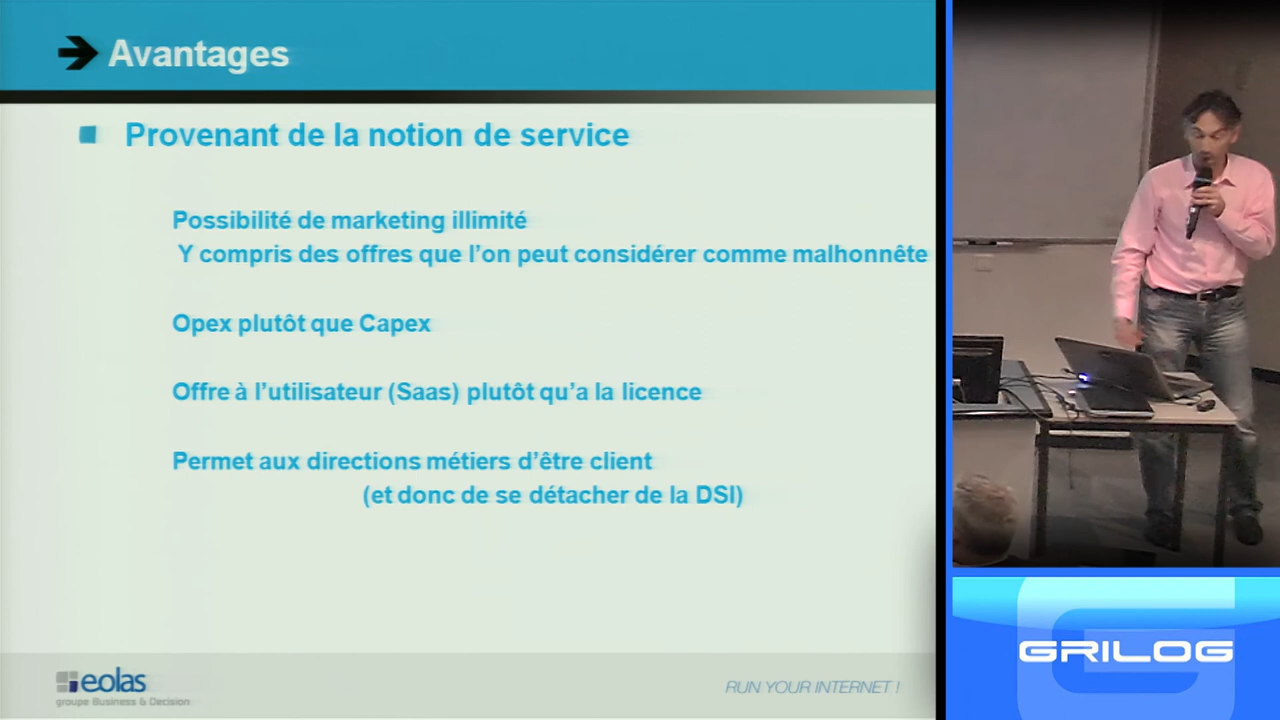 Avantages
Provenant de la notion de service
Possibilité de marketing illimité
Y compris des offres que l'on peut considérer comme malhonnête
Opex plutôt que Capex
Offre à l'utilisateur (Saas) plutôt qu'a la licence
Permet aux directions métiers d'être client
(et donc de se détacher de la DSI)
eolas
groupe Business & Decision
RUN YOUR INTERNET !
GRILOG